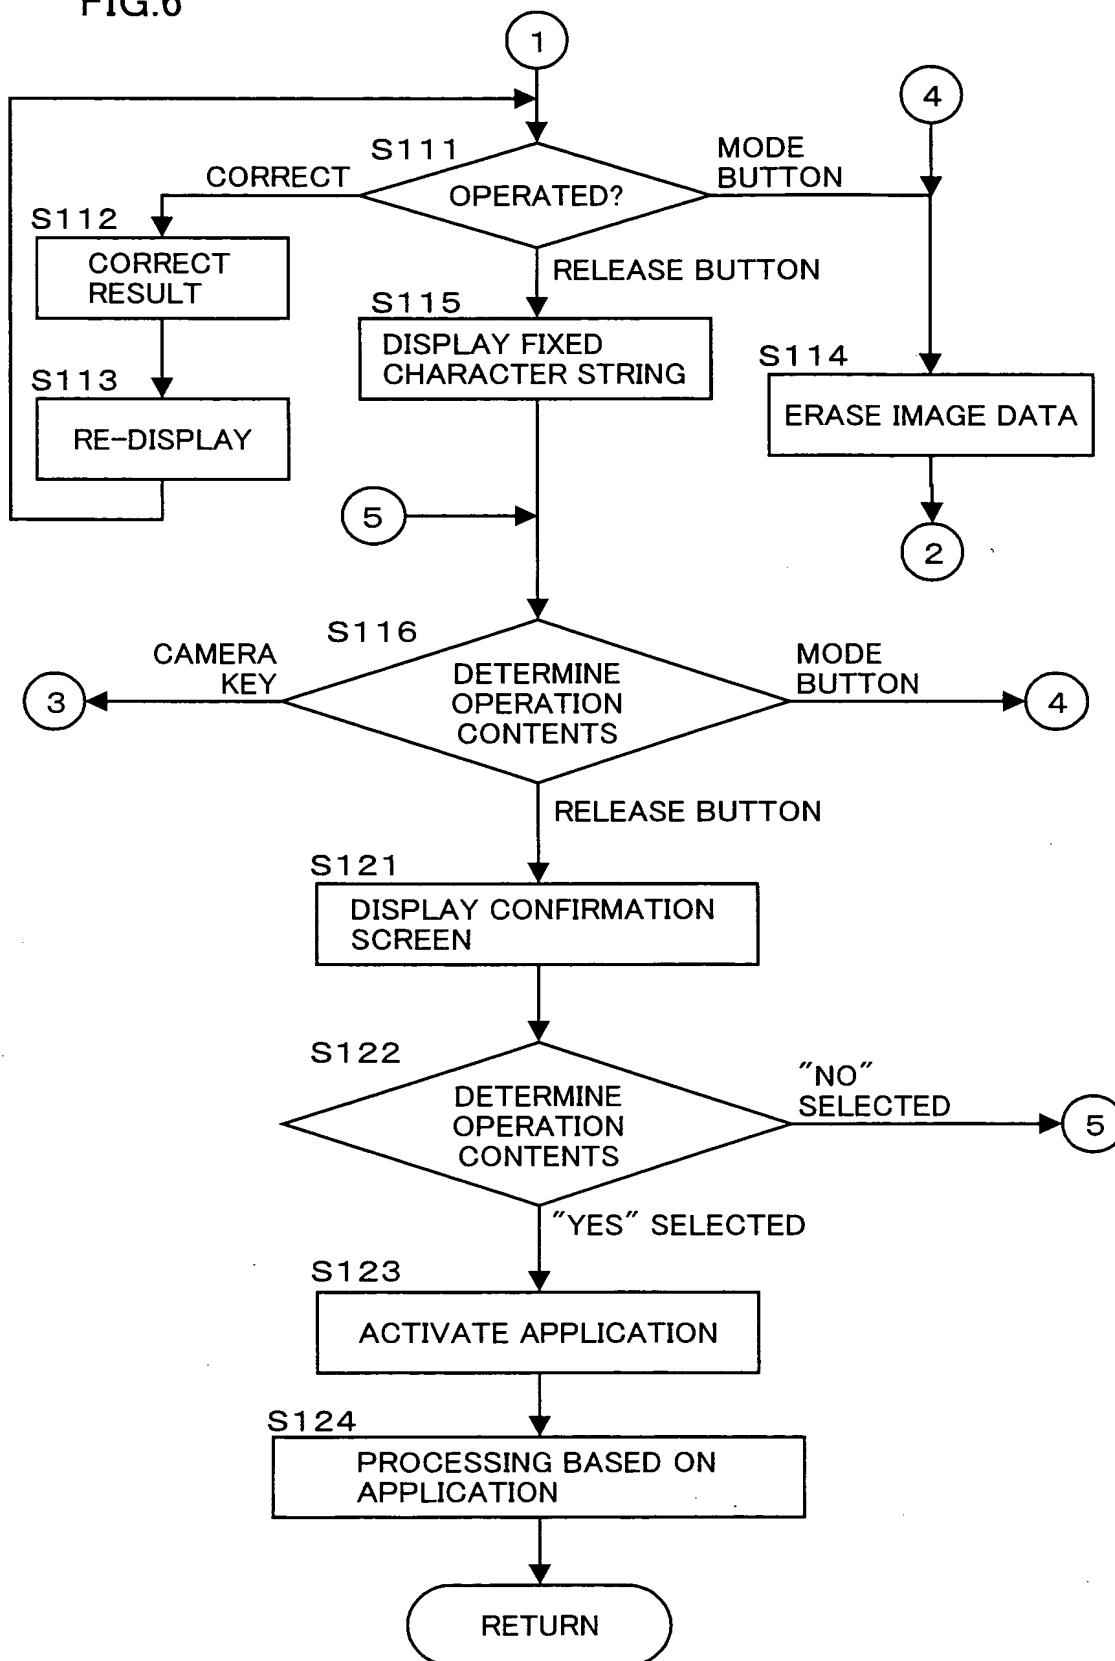 FIG.6
1
4
S111
MODE
BUTTON
CORRECT
OPERATED?
S112
CORRECT
RESULT
RELEASE BUTTON
S115
DISPLAY FIXED
CHARACTER STRING
S114
ERASE IMAGE DATA
S113
RE-DISPLAY
5
2
S116
CAMERA
KEY
MODE
BUTTON
3
DETERMINE
OPERATION
CONTENTS
4
RELEASE BUTTON
S121
DISPLAY CONFIRMATION
SCREEN
S122
"NO"
SELECTED
DETERMINE
OPERATION
CONTENTS
5
"YES" SELECTED
S123
ACTIVATE APPLICATION
S124
PROCESSING BASED ON
APPLICATION
RETURN